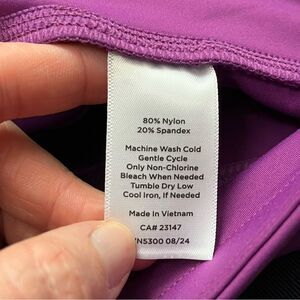 80% Nylon
20% Spandex
Machine Wash Cold
Gentle Cycle
Only Non-Chlorine
Bleach When Needed
Tumble Dry Low
Cool Iron, If Needed
Made in Vietnam
CA# 23147
08/24